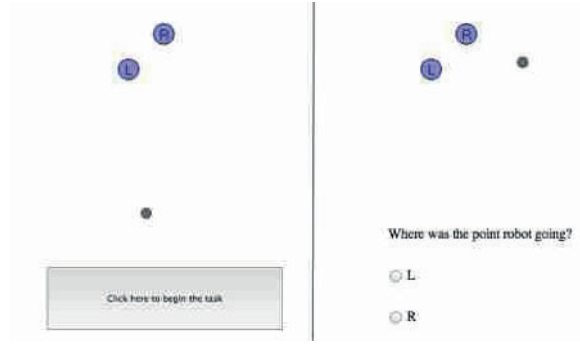 R
L
Click here to begin the task
R
L
Where was the point robot going?
L
R